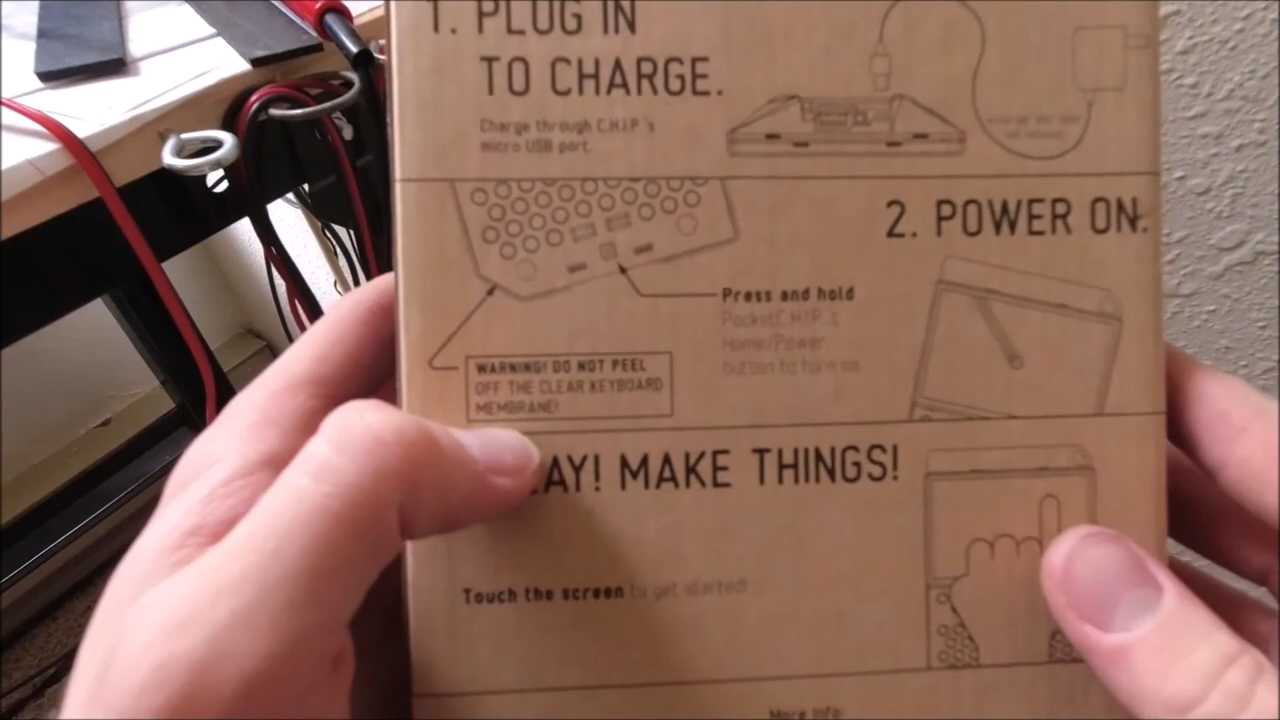 1. PLUG IN
TO CHARGE.
Charge through C.H.I.P.'s
micro USB port.
2. POWER ON.
Press and hold
PocketC.H.I.P.'s
Home/Power
button to turn on.
WARNING! DO NOT PEEL
OFF THE CLEAR KEYBOARD
MEMBRANE!
AY! MAKE THINGS!
Touch the screen to get started!
More Info: